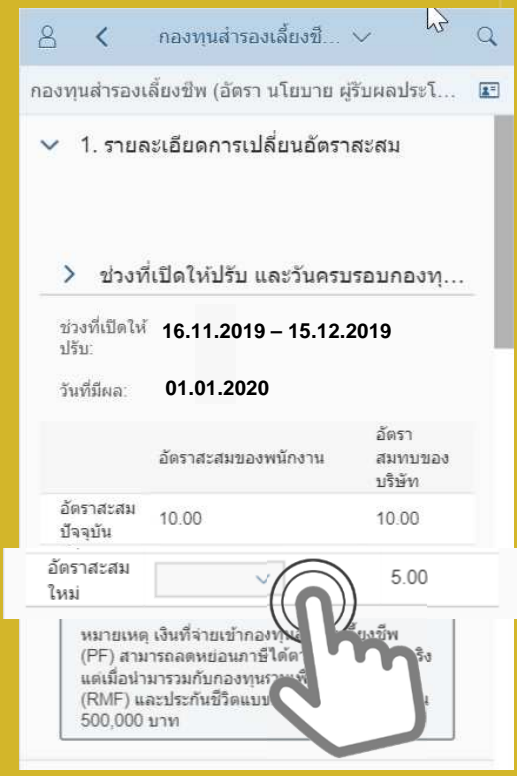 กองทุนสำรองเลี้ยงชี...
กองทุนสำรองเลี้ยงชีพ (อัตรา นโยบาย ผู้รับผลประโ...
1. รายละเอียดการเปลี่ยนอัตราสะสม
ช่วงที่เปิดให้ปรับ และวันครบรอบกองทุ...
ช่วงที่เปิดให้ปรับ: 16.11.2019 – 15.12.2019
วันที่มีผล: 01.01.2020
อัตราสะสมของพนักงาน อัตราสมทบของบริษัท
อัตราสะสมปัจจุบัน 10.00 10.00
อัตราสะสมใหม่ 5.00
หมายเหตุ เงินที่จ่ายเข้ากองทุน
(PF) สามารถลดหย่อนภาษีได้
แต่เมื่อนำมารวมกับกองทุน
(RMF) และประกันชีวิตแบบ
500,000 บาท